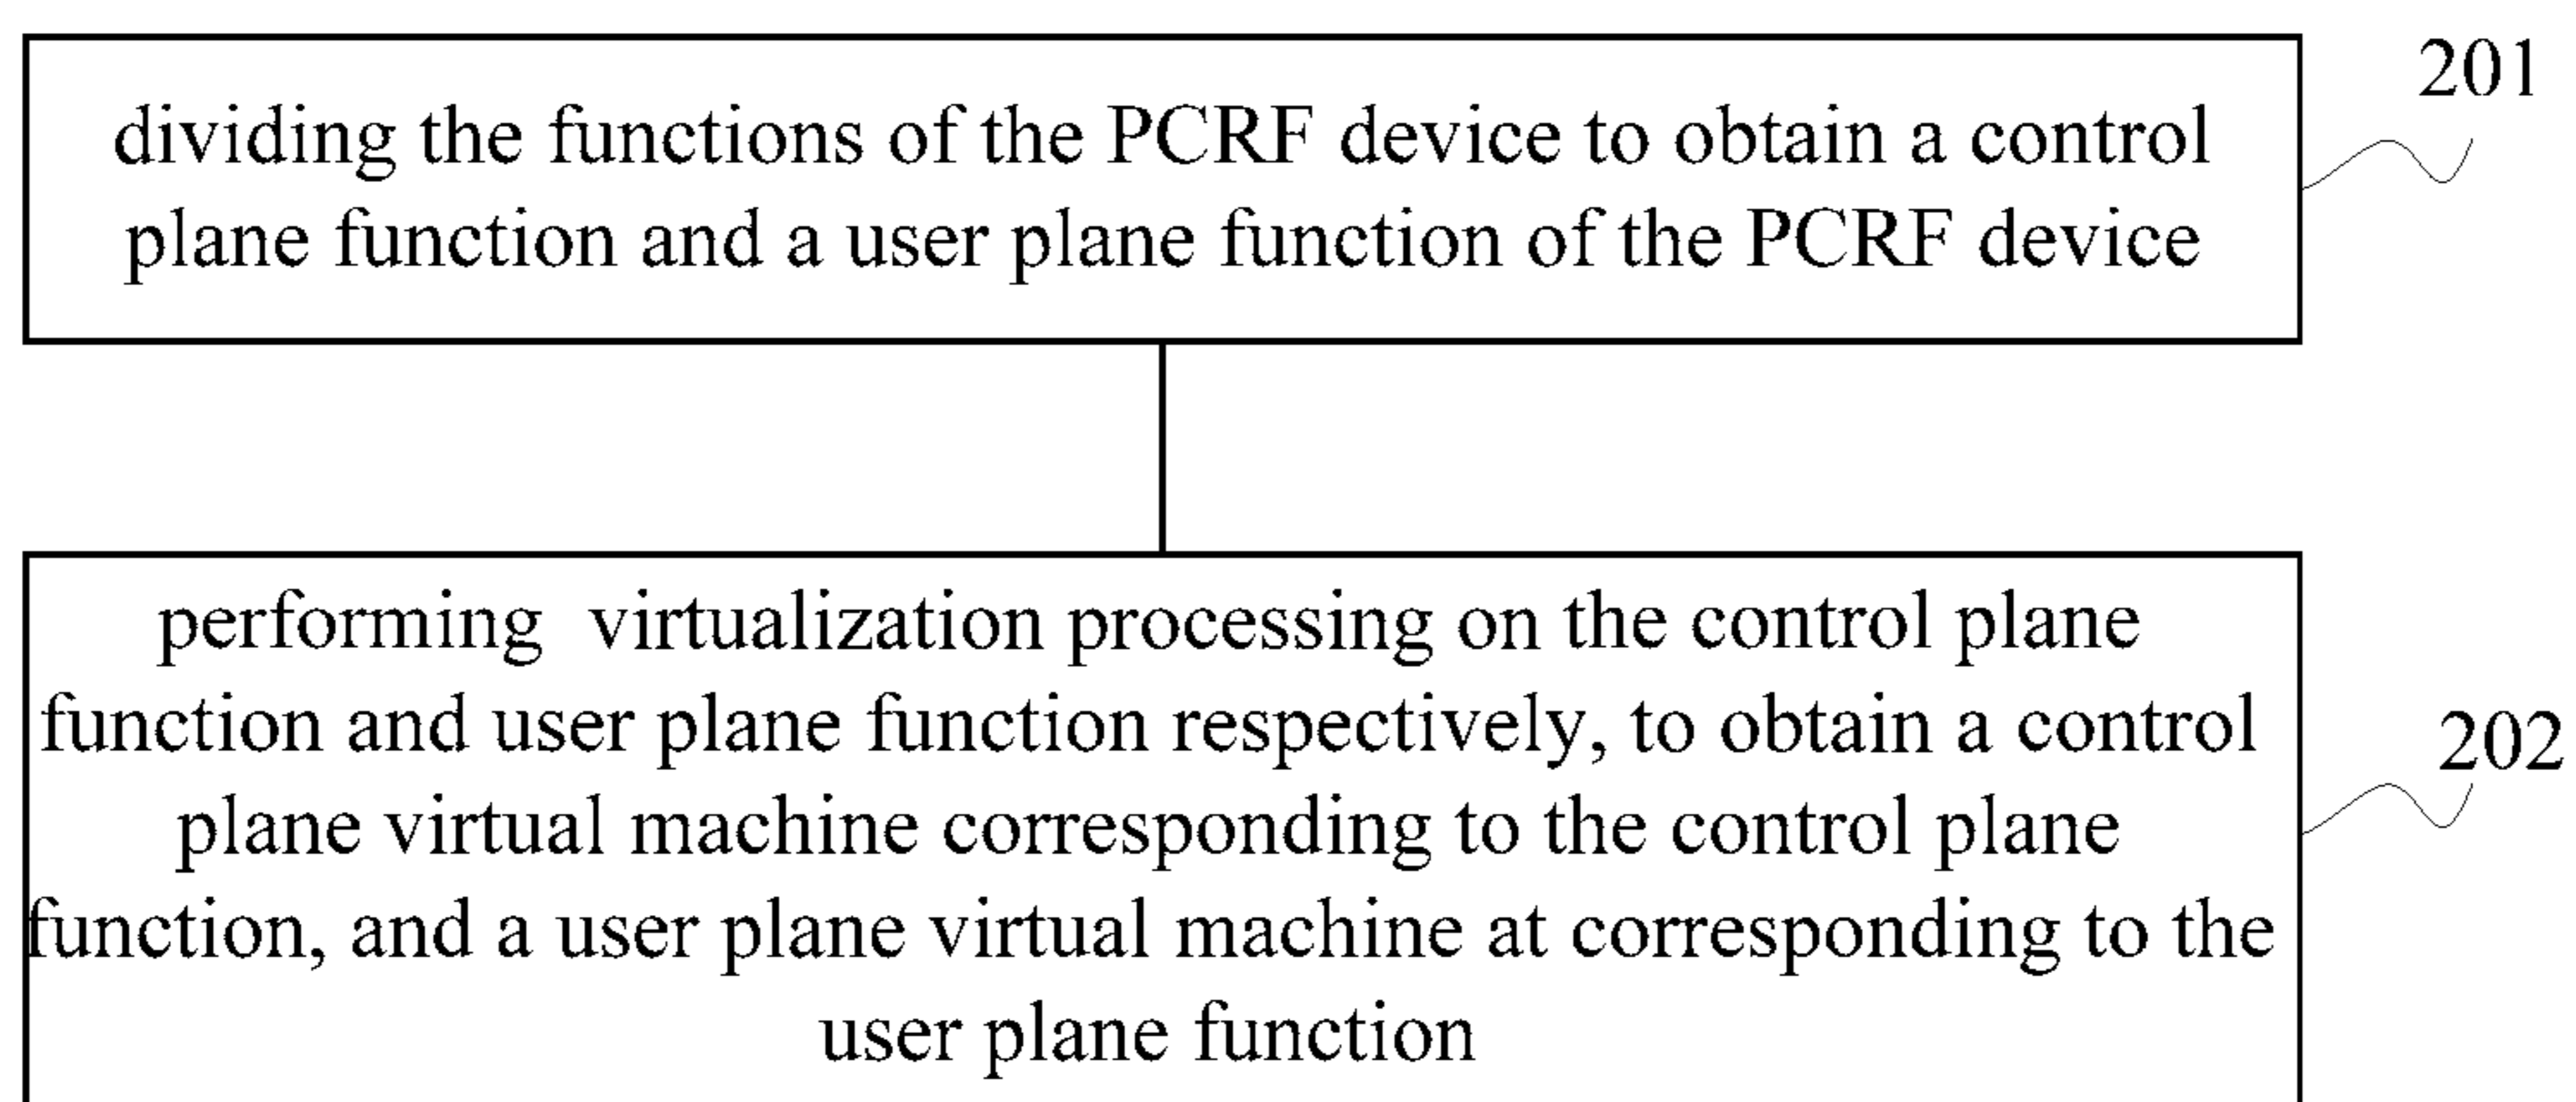 201
dividing the functions of the PCRF device to obtain a control
plane function and a user plane function of the PCRF device
performing virtualization processing on the control plane
function and user plane function respectively, to obtain a control
202
plane virtual machine corresponding to the control plane
function, and a user plane virtual machine at corresponding to the
user plane function